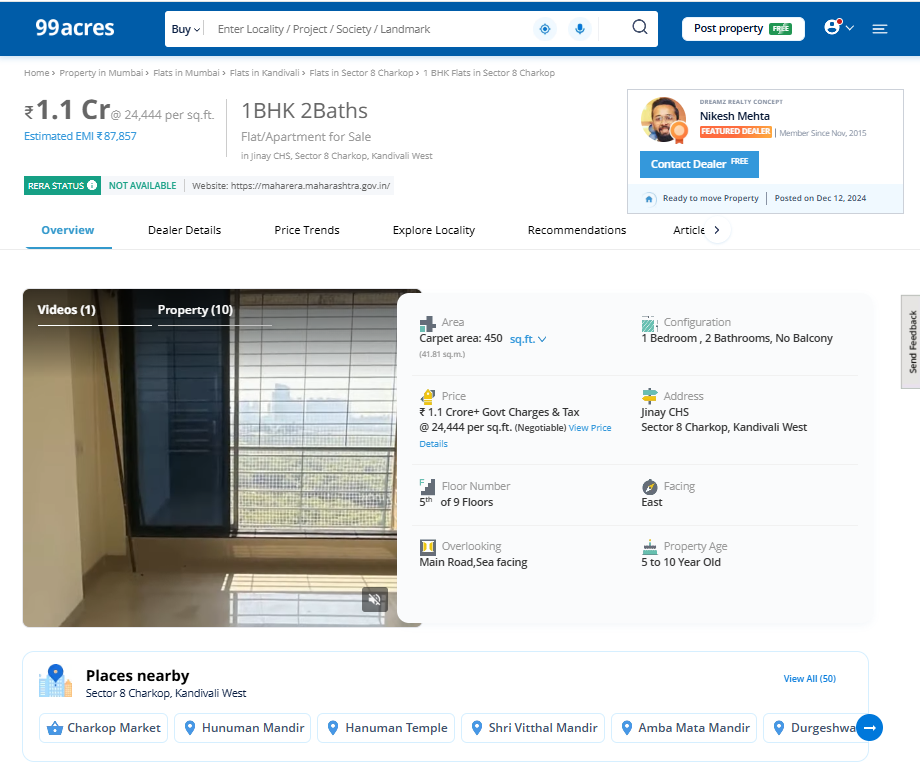 99acres
Buy
Enter Locality / Project / Society / Landmark
Post property FREE
Home > Property in Mumbai > Flats in Mumbai > Flats in Kandivali > Flats in Sector 8 Charkop > 1 BHK Flats in Sector 8 Charkop
₹1.1 Cr @ 24,444 per sq.ft.
Estimated EMI ₹87,857
1BHK 2Baths
Flat/Apartment for Sale
in Jinay CHS, Sector 8 Charkop, Kandivali West
DREAMZ REALTY CONCEPT
Nikesh Mehta
FEATURED DEALER | Member Since Nov, 2015
Contact Dealer FREE
Ready to move Property | Posted on Dec 12, 2024
RERA STATUS NOT AVAILABLE | Website: https://maharera.maharashtra.gov.in/
Overview Dealer Details Price Trends Explore Locality Recommendations Article
Videos (1) Property (10)
Area
Carpet area: 450 sq.ft.
(41.81 sq.m.)
Configuration
1 Bedroom , 2 Bathrooms, No Balcony
Price
₹ 1.1 Crore+ Govt Charges & Tax
@ 24,444 per sq.ft. (Negotiable) View Price
Details
Address
Jinay CHS
Sector 8 Charkop, Kandivali West
Floor Number
5th of 9 Floors
Facing
East
Overlooking
Main Road,Sea facing
Property Age
5 to 10 Year Old
Send Feedback
Places nearby
Sector 8 Charkop, Kandivali West
View All (50)
Charkop Market
Hunuman Mandir
Hanuman Temple
Shri Vitthal Mandir
Amba Mata Mandir
Durgeshwa